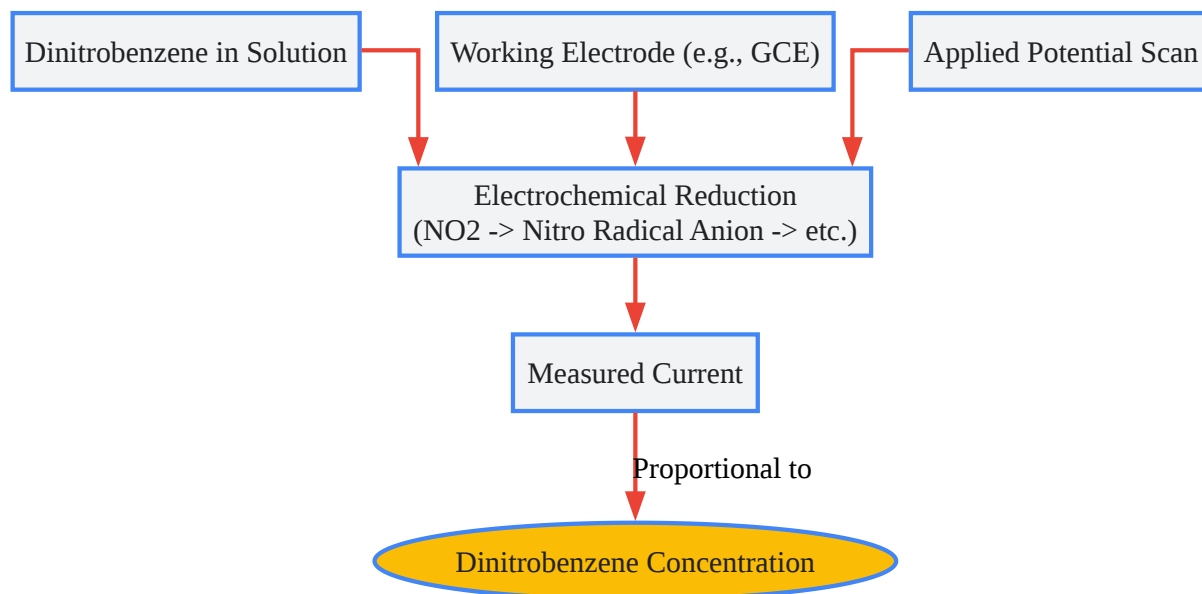 Dinitrobenzene in Solution
Working Electrode (e.g., GCE)
Applied Potential Scan
Electrochemical Reduction
(NO2 -> Nitro Radical Anion -> etc.)
Measured Current
Proportional to
Dinitrobenzene Concentration